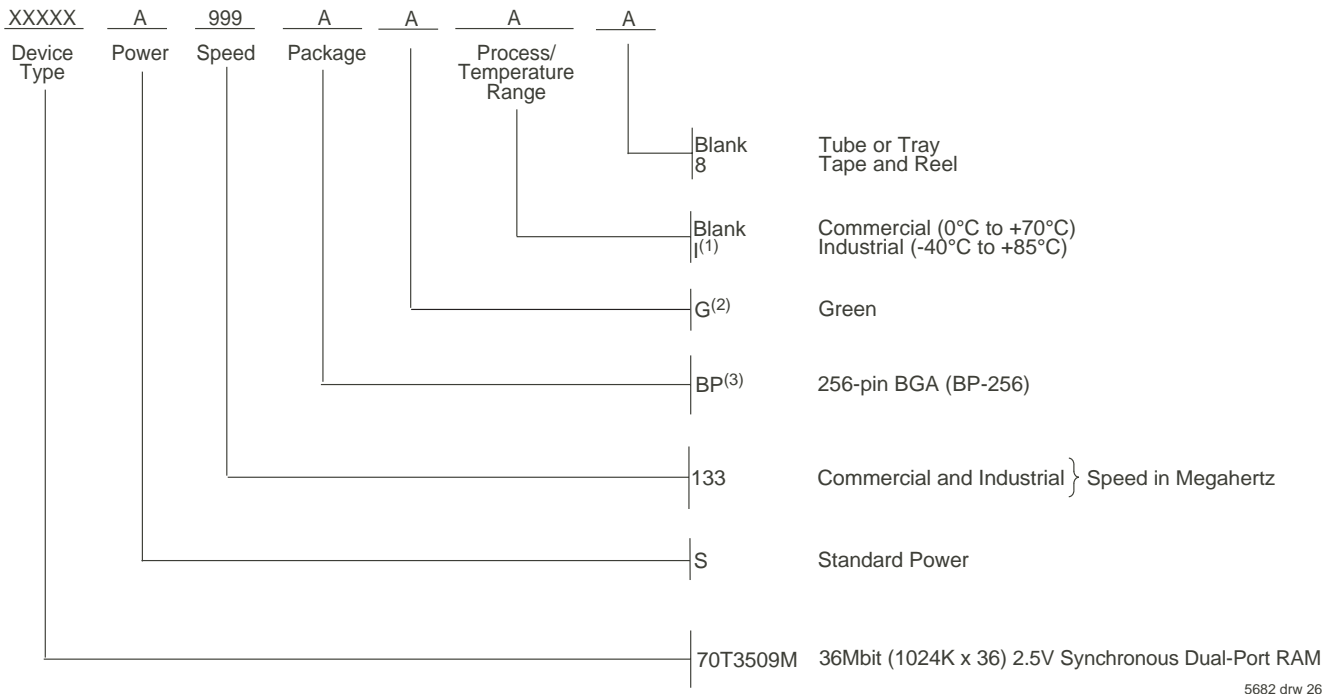 XXXXX A 999 A A A A
Device Type Power Speed Package Process/ Temperature Range
Blank Tube or Tray
8 Tape and Reel
Blank Commercial (0°C to +70°C)
I(1) Industrial (-40°C to +85°C)
G(2) Green
BP(3) 256-pin BGA (BP-256)
133 Commercial and Industrial } Speed in Megahertz
S Standard Power
70T3509M 36Mbit (1024K x 36) 2.5V Synchronous Dual-Port RAM
5682 drw 26